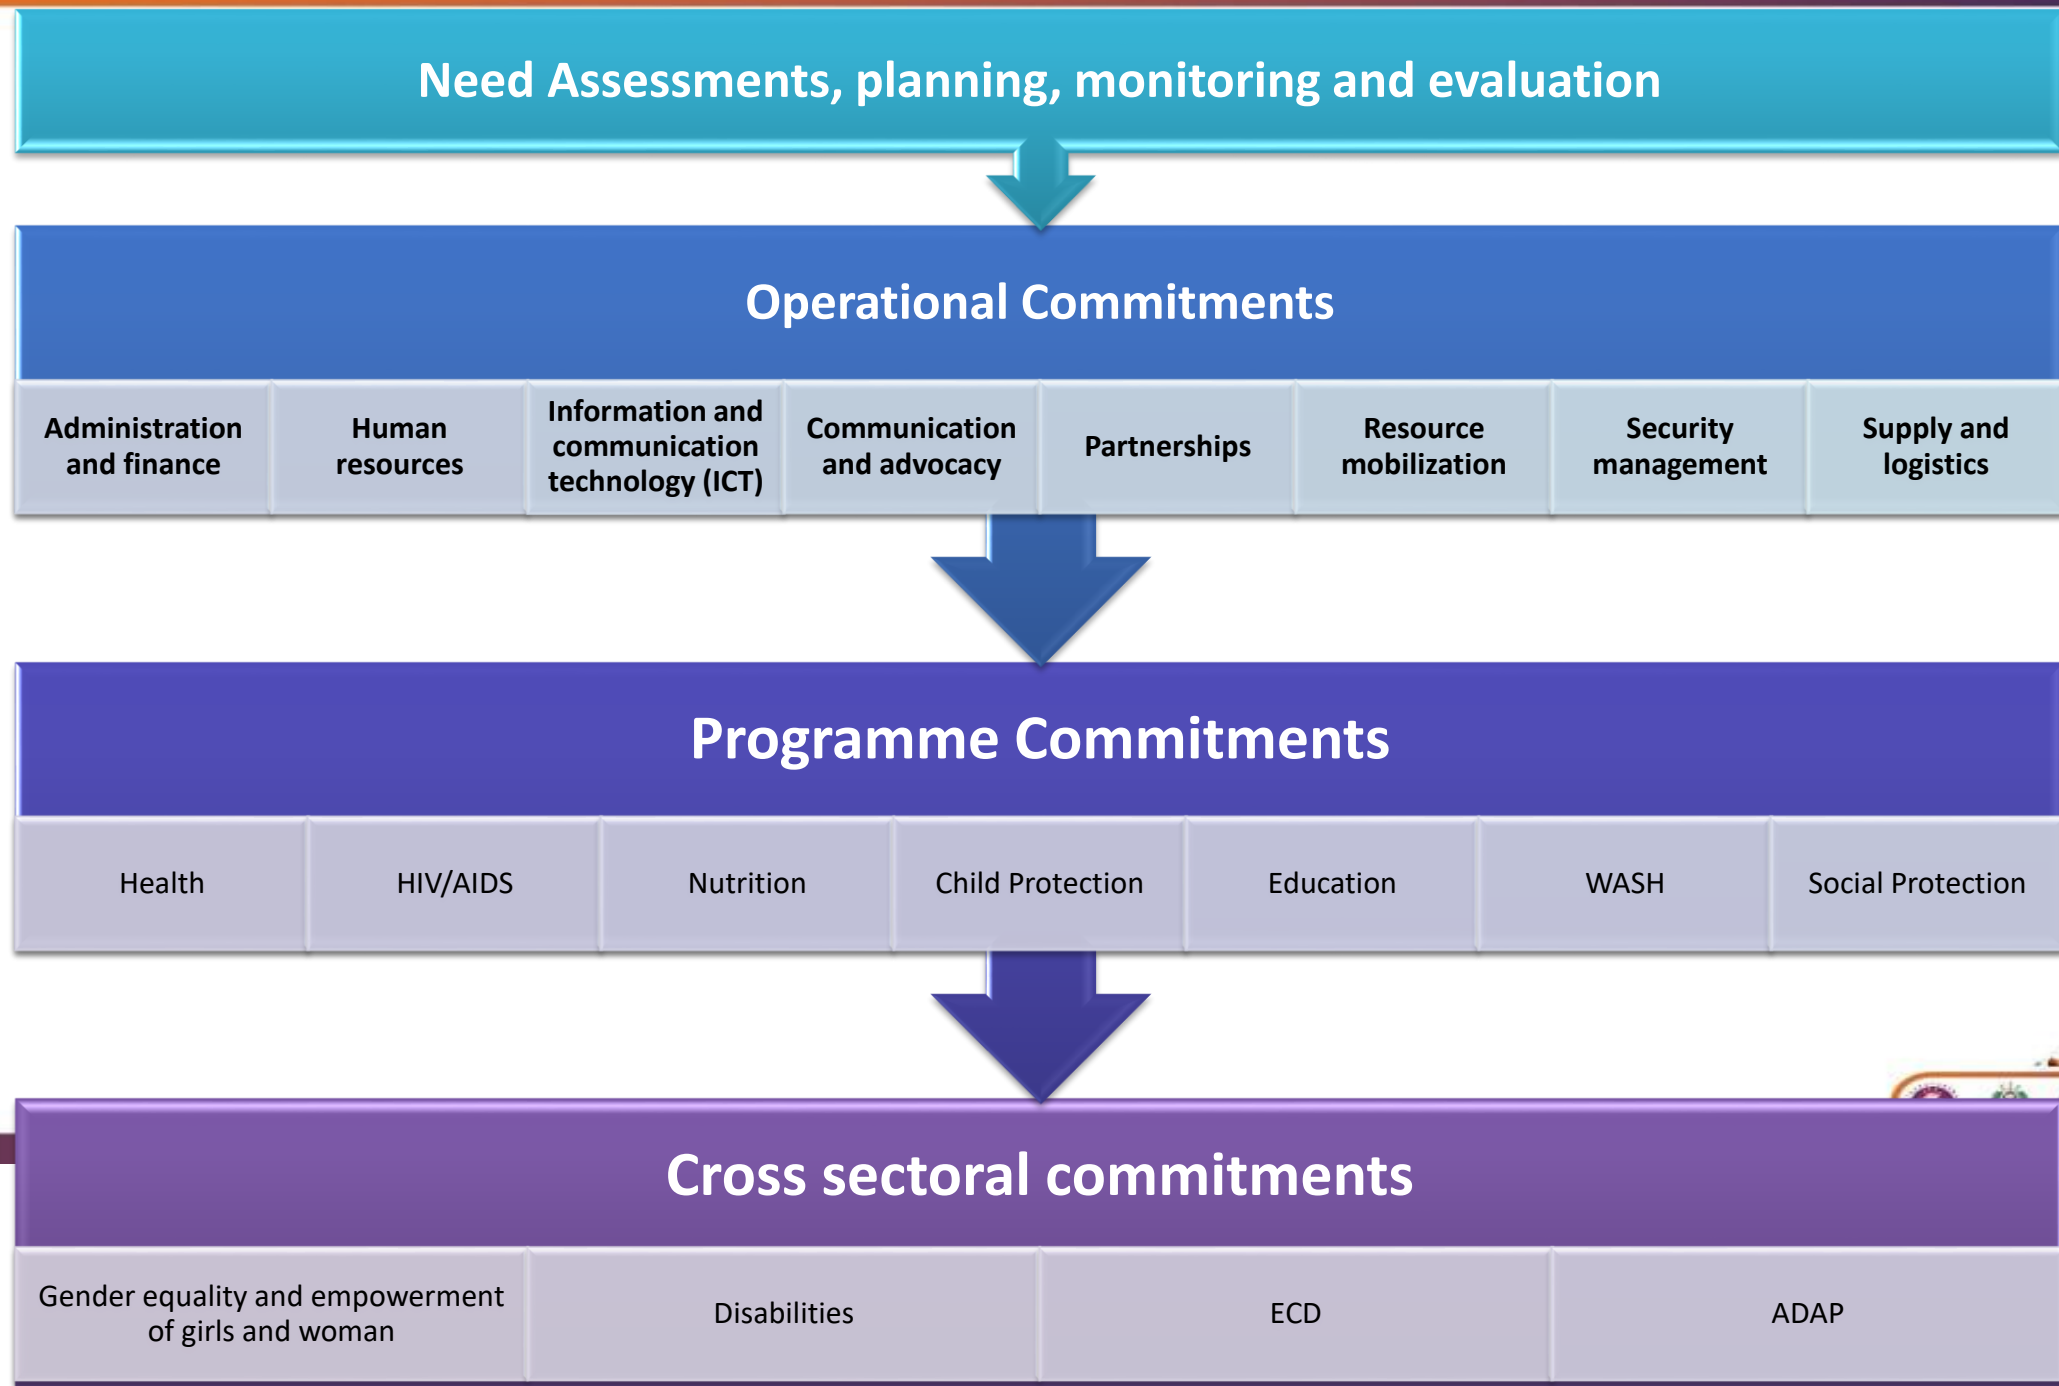 Need Assessments, planning, monitoring and evaluation
Operational Commitments
Administration
and finance
Human
resources
Information and
communication
technology (ICT)
Communication
and advocacy
Partnerships
Resource
mobilization
Security
management
Supply and
logistics
Programme Commitments
Health
HIV/AIDS
Nutrition
Child Protection
Education
WASH
Social Protection
Cross sectoral commitments
Gender equality and empowerment
of girls and woman
Disabilities
ECD
ADAP